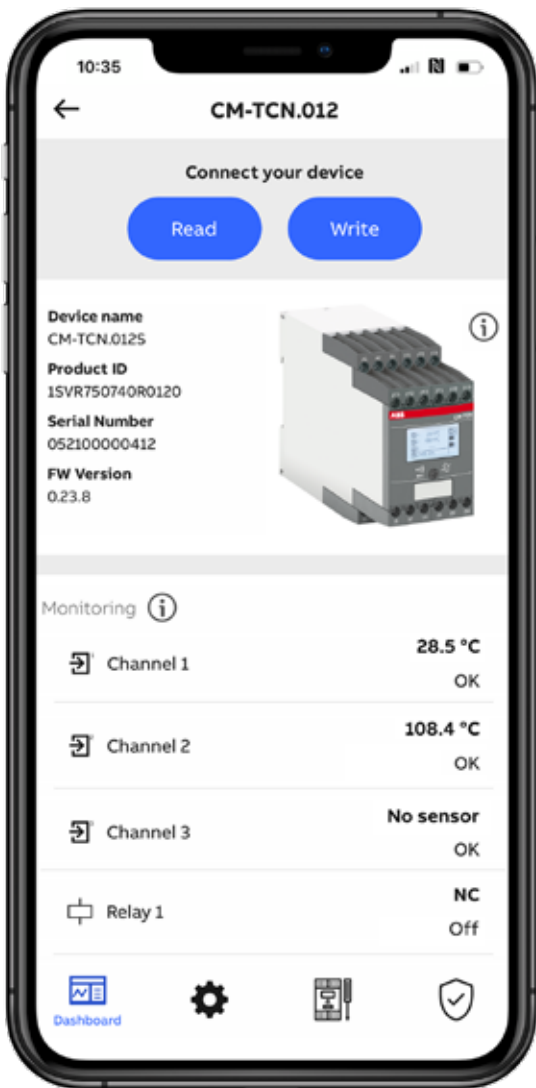 10:35
CM-TCN.012
Connect your device
Read
Write
Device name
CM-TCN.012S
Product ID
1SVR750740R0120
Serial Number
052100000412
FW Version
0.23.8
ABB
Monitoring
Channel 1
28.5 °C
OK
Channel 2
108.4 °C
OK
Channel 3
No sensor
OK
Relay 1
NC
Off
Dashboard